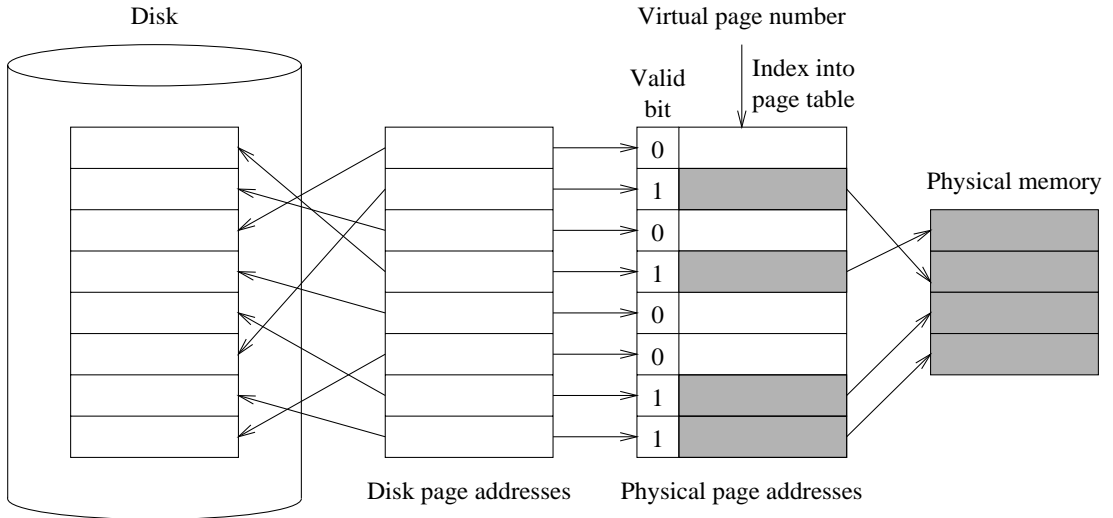 Disk
Virtual page number
Valid
bit
Index into
page table
0
1
0
1
0
0
1
1
Physical memory
Disk page addresses
Physical page addresses